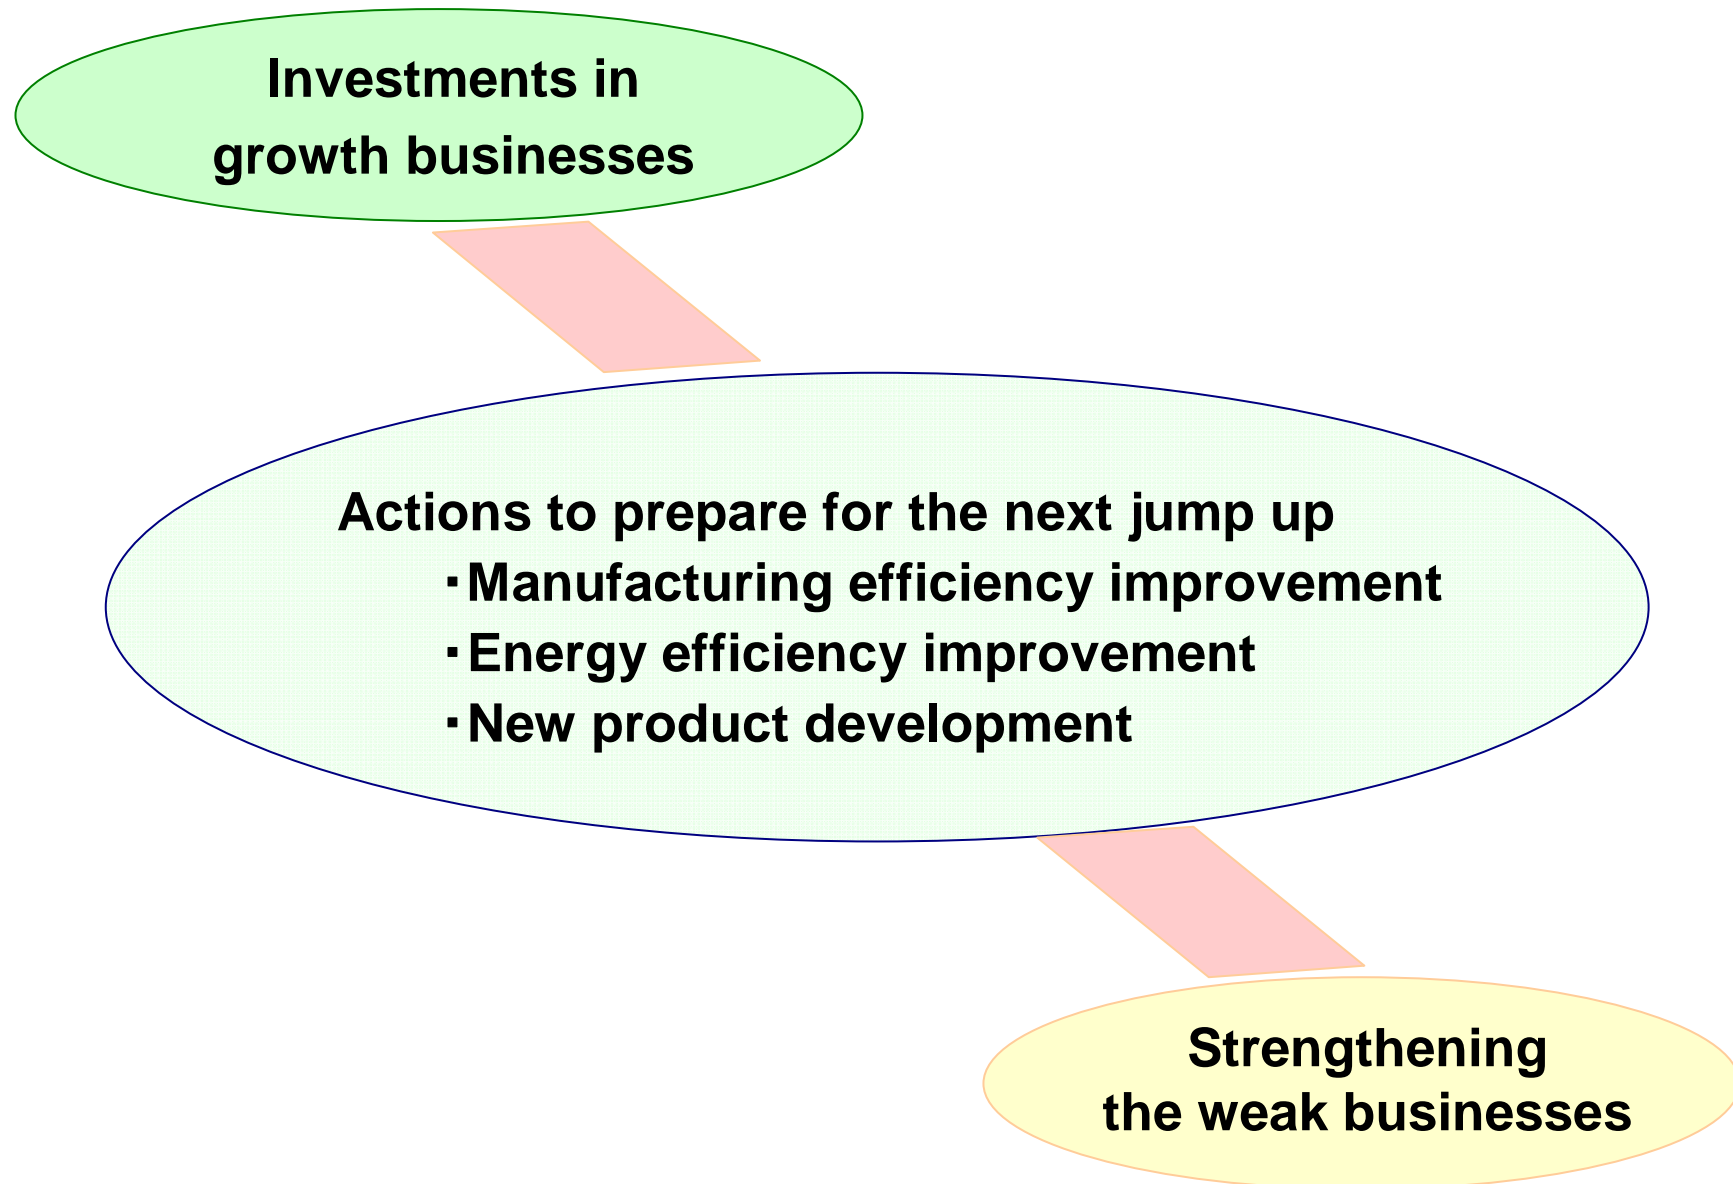 Investments in
growth businesses
Actions to prepare for the next jump up
・Manufacturing efficiency improvement
・Energy efficiency improvement
・New product development
Strengthening
the weak businesses